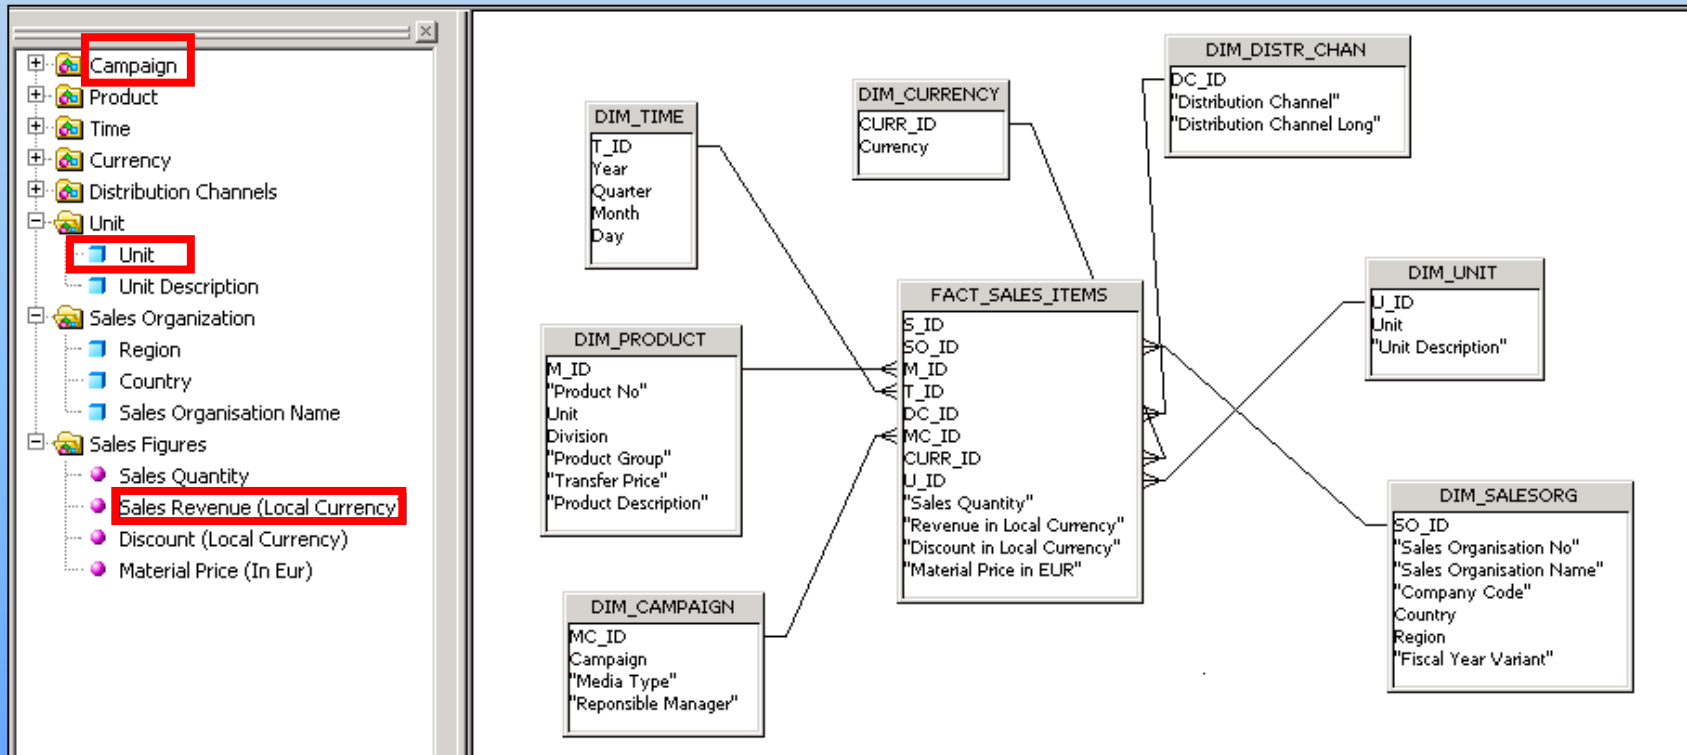 Campaign
Product
Time
Currency
Distribution Channels
Unit
Unit
Unit Description
Sales Organization
Region
Country
Sales Organisation Name
Sales Figures
Sales Quantity
Sales Revenue (Local Currency
Discount (Local Currency)
Material Price (In Eur)
DIM_TIME
T_ID
Year
Quarter
Month
Day
DIM_CURRENCY
CURR_ID
Currency
DIM_DISTR_CHAN
DC_ID
"Distribution Channel"
"Distribution Channel Long"
DIM_PRODUCT
M_ID
"Product No"
Unit
Division
"Product Group"
"Transfer Price"
"Product Description"
FACT_SALES_ITEMS
S_ID
SO_ID
M_ID
T_ID
DC_ID
MC_ID
CURR_ID
U_ID
"Sales Quantity"
"Revenue in Local Currency"
"Discount in Local Currency"
"Material Price in EUR"
DIM_UNIT
U_ID
Unit
"Unit Description"
DIM_CAMPAIGN
MC_ID
Campaign
"Media Type"
"Reponsible Manager"
DIM_SALESORG
SO_ID
"Sales Organisation No"
"Sales Organisation Name"
"Company Code"
Country
Region
"Fiscal Year Variant"